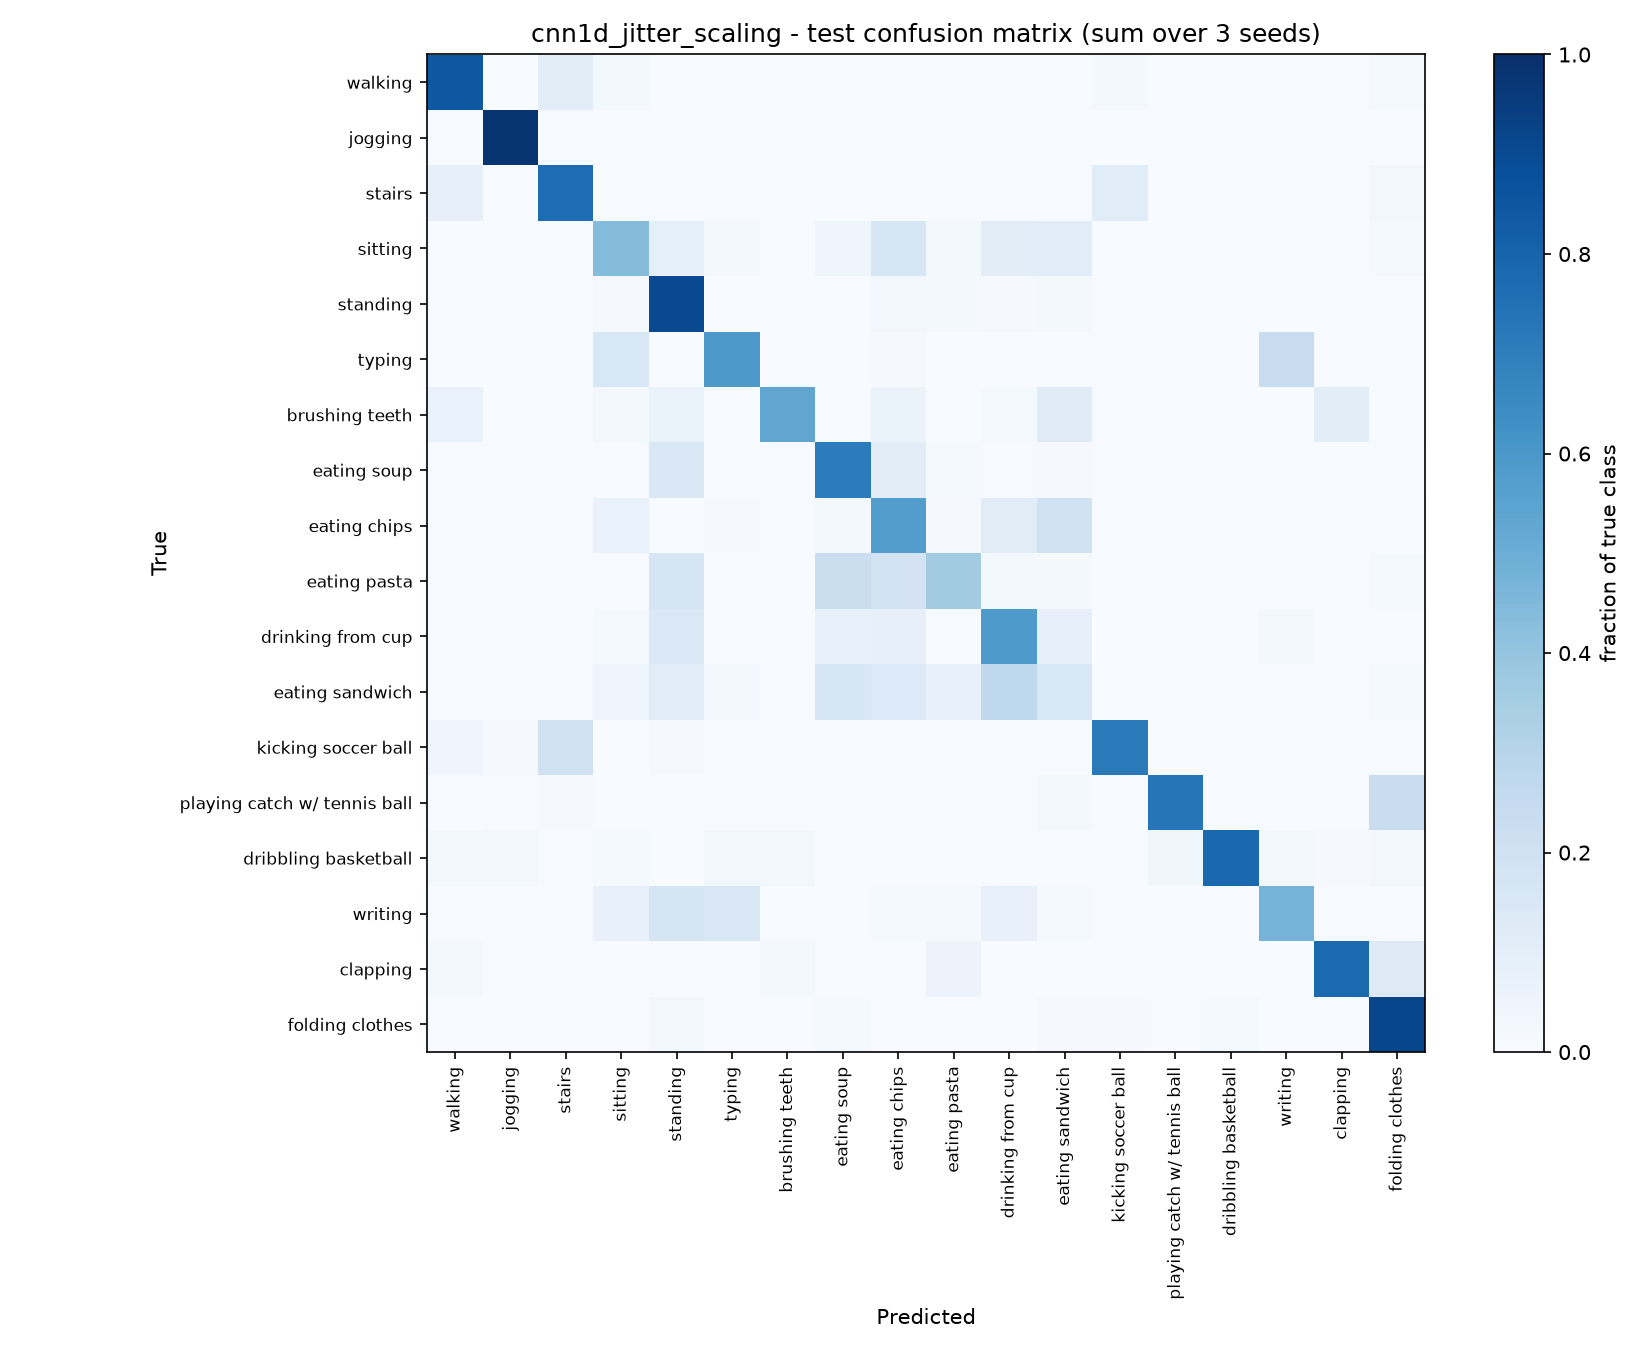 cnn1d_jitter_scaling - test confusion matrix (sum over 3 seeds)
True
walking
jogging
stairs
sitting
standing
typing
brushing teeth
eating soup
eating chips
eating pasta
drinking from cup
eating sandwich
kicking soccer ball
playing catch w/ tennis ball
dribbling basketball
writing
clapping
folding clothes
walking
jogging
stairs
sitting
standing
typing
brushing teeth
eating soup
eating chips
eating pasta
drinking from cup
eating sandwich
kicking soccer ball
playing catch w/ tennis ball
dribbling basketball
writing
clapping
folding clothes
Predicted
1.0
0.8
0.6
0.4
0.2
0.0
fraction of true class